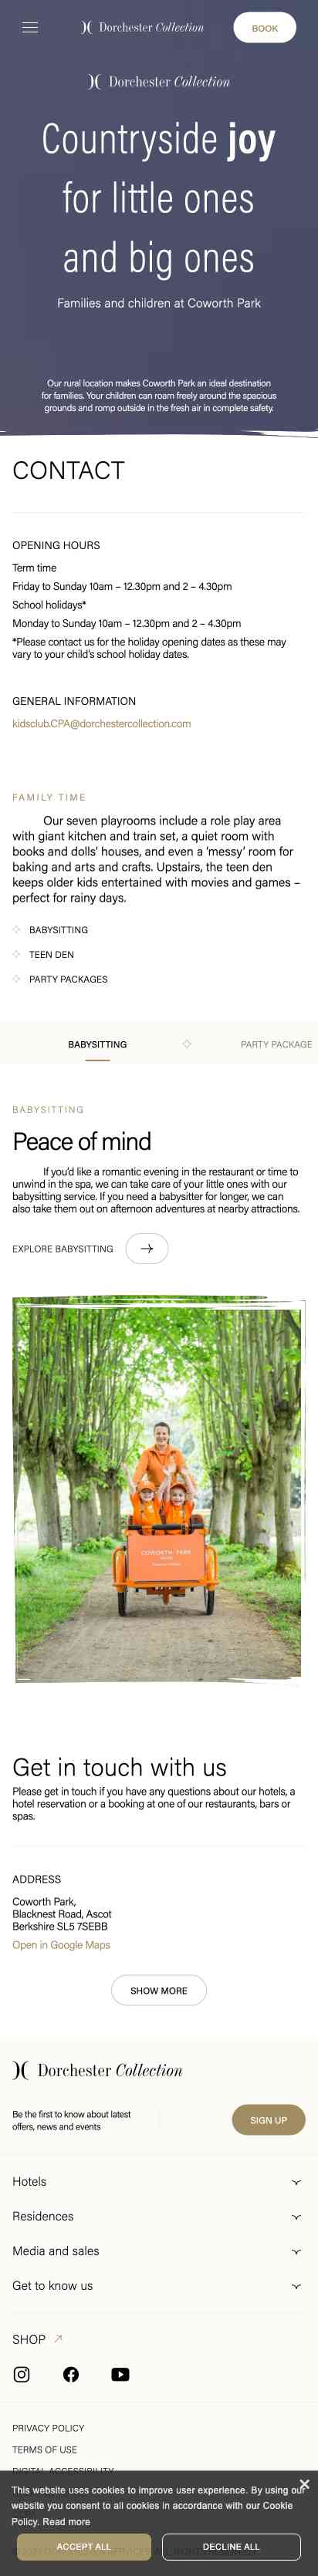 Dorchester Collection
BOOK
Dorchester Collection
Countryside joy
for little ones
and big ones
Families and children at Coworth Park
Our rural location makes Coworth Park an ideal destination
for families. Your children can roam freely around the spacious
grounds and romp outside in the fresh air in complete safety.
CONTACT
OPENING HOURS
Term time
Friday to Sunday 10am – 12.30pm and 2 – 4.30pm
School holidays*
Monday to Sunday 10am – 12.30pm and 2 – 4.30pm
*Please contact us for the holiday opening dates as these may
vary to your child's school holiday dates.
GENERAL INFORMATION
kidsclub.CPA@dorchestercollection.com
FAMILY TIME
Our seven playrooms include a role play area
with giant kitchen and train set, a quiet room with
books and dolls' houses, and even a 'messy' room for
baking and arts and crafts. Upstairs, the teen den
keeps older kids entertained with movies and games –
perfect for rainy days.
BABYSITTING
TEEN DEN
PARTY PACKAGES
BABYSITTING
PARTY PACKAGE
BABYSITTING
Peace of mind
If you'd like a romantic evening in the restaurant or time to
unwind in the spa, we can take care of your little ones with our
babysitting service. If you need a babysitter for longer, we can
also take them out on afternoon adventures at nearby attractions.
EXPLORE BABYSITTING
COWORTH PARK
Get in touch with us
Please get in touch if you have any questions about our hotels, a
hotel reservation or a booking at one of our restaurants, bars or
spas.
ADDRESS
Coworth Park,
Blacknest Road, Ascot
Berkshire SL5 7SEBB
Open in Google Maps
SHOW MORE
Dorchester Collection
Be the first to know about latest
offers, news and events
SIGN UP
Hotels
Residences
Media and sales
Get to know us
SHOP
PRIVACY POLICY
TERMS OF USE
DIGITAL ACCESSIBILITY
This website uses cookies to improve user experience. By using our
website you consent to all cookies in accordance with our Cookie
Policy. Read more
ACCEPT ALL
DECLINE ALL